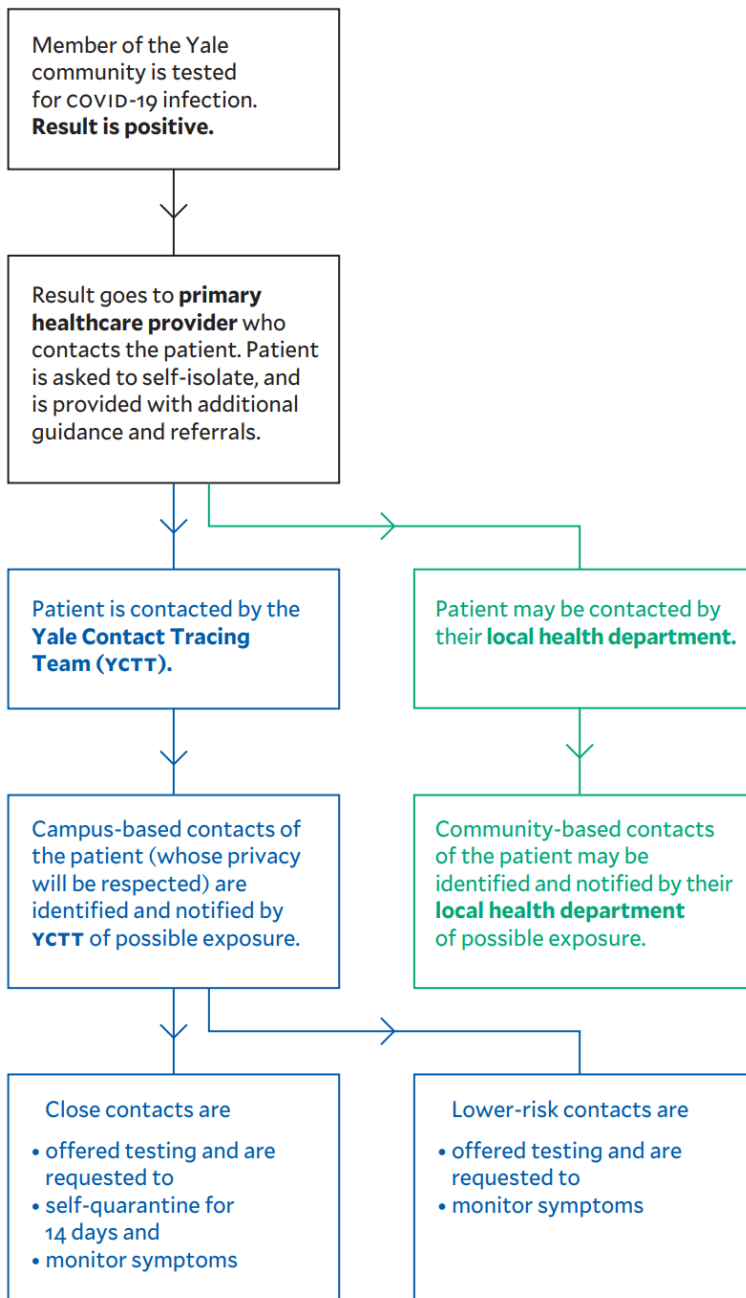 Member of the Yale
community is tested
for COVID-19 infection.
Result is positive.
Result goes to primary
healthcare provider who
contacts the patient. Patient
is asked to self-isolate, and
is provided with additional
guidance and referrals.
Patient is contacted by the
Yale Contact Tracing
Team (YCTT).
Patient may be contacted by
their local health department.
Campus-based contacts of
the patient (whose privacy
will be respected) are
identified and notified by
YCTT of possible exposure.
Community-based contacts
of the patient may be
identified and notified by their
local health department
of possible exposure.
Close contacts are
• offered testing and are
requested to
• self-quarantine for
14 days and
• monitor symptoms
Lower-risk contacts are
• offered testing and are
requested to
• monitor symptoms